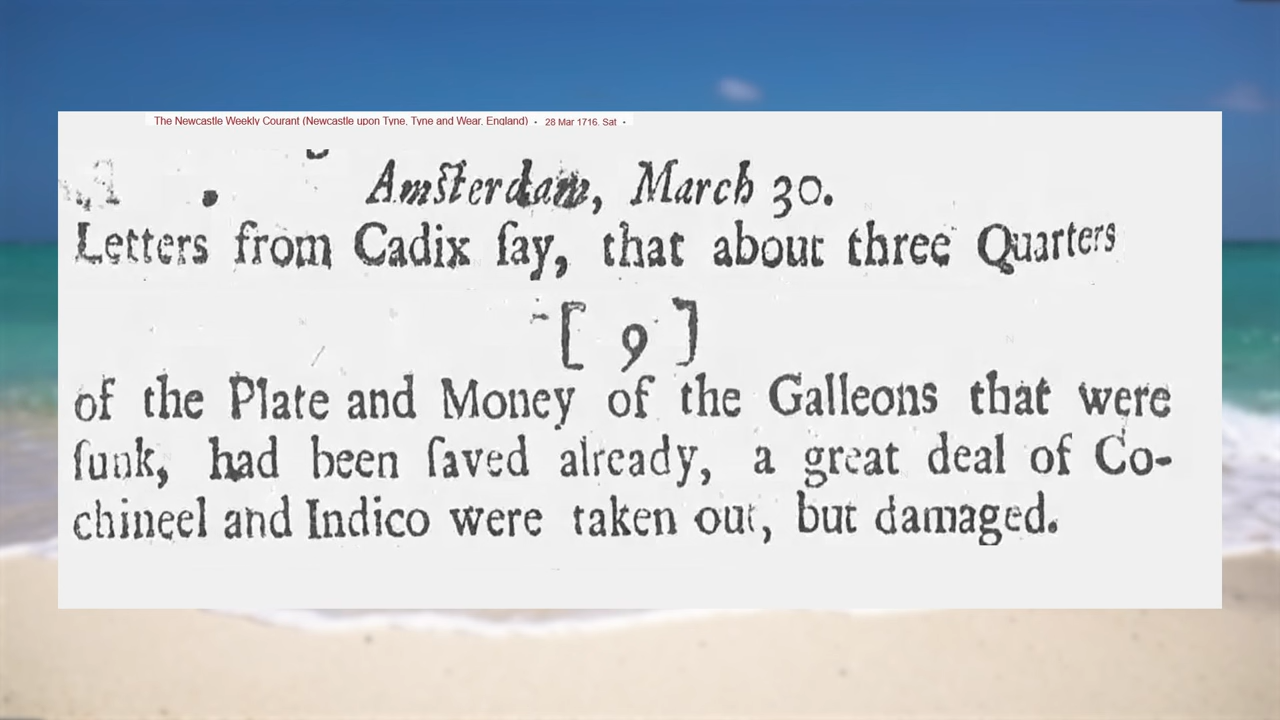 The Newcastle Weekly Courant (Newcastle upon Tyne, Tyne and Wear, England) • 28 Mar 1716, Sat •
Amsterdam, March 30.
Letters from Cadix ſay, that about three Quarters
[ 9 ]
of the Plate and Money of the Galleons that were
ſunk, had been ſaved already, a great deal of Co-
chineel and Indico were taken out, but damaged.